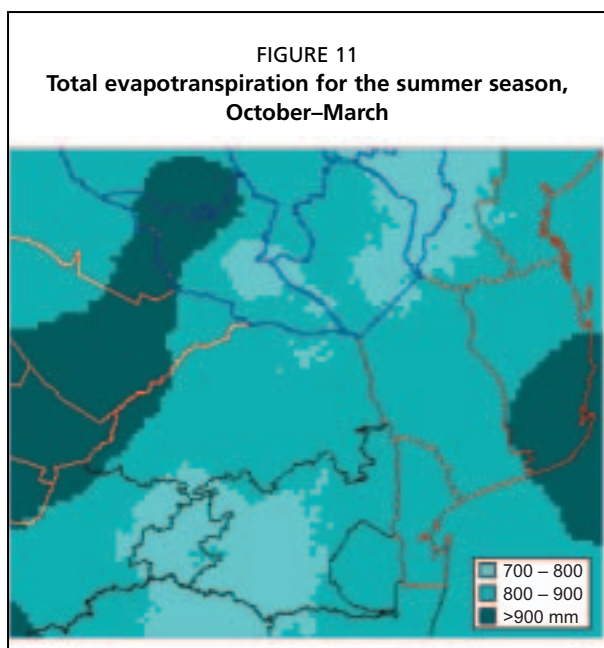 FIGURE 11
Total evapotranspiration for the summer season,
October–March
700 – 800
800 – 900
>900 mm